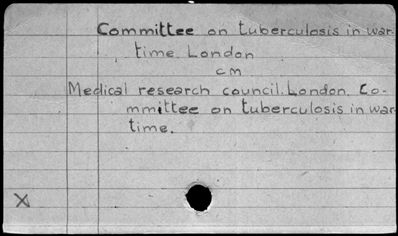 Committee on tuberculosis in war-
time. London
cm
Medical research council. London. Co-
mmittee on tuberculosis in war
time.
X